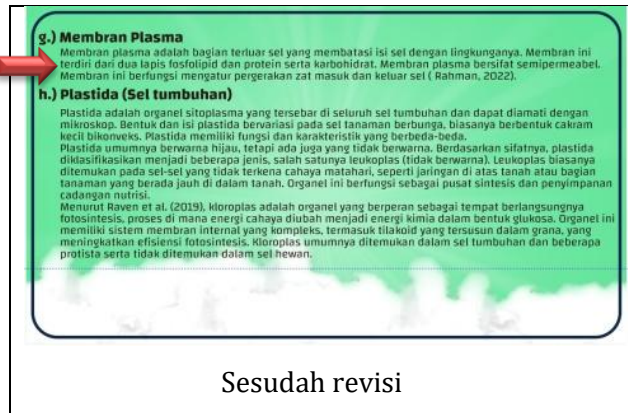 g.) Membran Plasma
Membran plasma adalah bagian terluar sel yang membatasi isi sel dengan lingkunganya. Membran ini
terdiri dari dua lapis fosfolipid dan protein serta karbohidrat. Membran plasma bersifat semipermeabel.
Membran ini berfungsi mengatur pergerakan zat masuk dan keluar sel ( Rahman, 2022).
h.) Plastida (Sel tumbuhan)
Plastida adalah organel sitoplasma yang tersebar di seluruh sel tumbuhan dan dapat diamati dengan
mikroskop. Bentuk dan isi plastida bervariasi pada sel tanaman berbunga, biasanya berbentuk cakram
kecil bikonveks. Plastida memiliki fungsi dan karakteristik yang berbeda-beda.
Plastida umumnya berwarna hijau, tetapi ada juga yang tidak berwarna. Berdasarkan sifatnya, plastida
diklasifikasikan menjadi beberapa jenis, salah satunya leukoplas (tidak berwarna). Leukoplas biasanya
ditemukan pada sel-sel yang tidak terkena cahaya matahari, seperti jaringan di atas tanah atau bagian
tanaman yang berada jauh di dalam tanah. Organel ini berfungsi sebagai pusat sintesis dan penyimpanan
cadangan nutrisi.
Menurut Raven et al. (2019), kloroplas adalah organel yang berperan sebagai tempat berlangsungnya
fotosintesis, proses di mana energi cahaya diubah menjadi energi kimia dalam bentuk glukosa. Organel ini
memiliki sistem membran internal yang kompleks, termasuk tilakoid yang tersusun dalam grana, yang
meningkatkan efisiensi fotosintesis. Kloroplas umumnya ditemukan dalam sel tumbuhan dan beberapa
protista serta tidak ditemukan dalam sel hewan.
Sesudah revisi